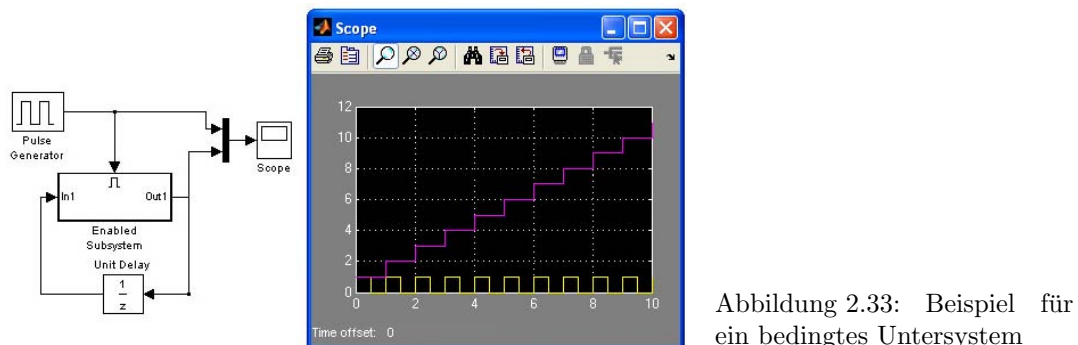 Pulse
Generator
In1
Out1
Enabled
Subsystem
Unit Delay
1
z
Scope
Scope
12
10
8
6
4
2
0
0
2
4
6
8
10
Time offset: 0
Abbildung 2.33: Beispiel für
ein bedingtes Untersystem